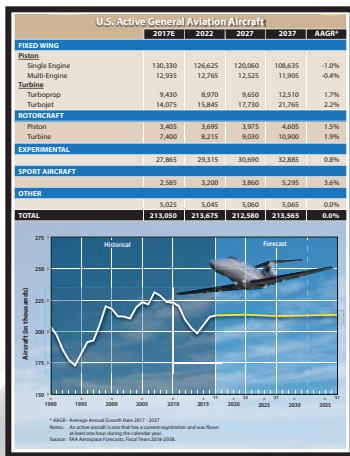 U.S. Active General Aviation Aircraft
2017E 2022 2027 2037 AAGR*
FIXED WING
Piston
Single Engine 130,330 126,625 120,060 108,635 -1.0%
Multi-Engine 12,935 12,765 12,525 11,905 -0.4%
Turbine
Turboprop 9,430 8,970 9,650 12,510 1.7%
Turbojet 14,075 15,845 17,730 21,765 2.2%
ROTORCRAFT
Piston 3,405 3,695 3,975 4,605 1.5%
Turbine 7,400 8,215 9,030 10,900 1.9%
EXPERIMENTAL
27,865 29,315 30,690 32,885 0.8%
SPORT AIRCRAFT
2,585 3,200 3,860 5,295 3.6%
OTHER
5,025 5,045 5,060 5,065 0.0%
TOTAL 213,050 213,675 212,580 213,565 0.0%
Historical Forecast
Aircraft (in thousands)
275
250
225
200
175
150
1990 1995 2000 2005 2010 2015 '17 2020 '22 2025 '27 2030 2035 '37
* AAGR - Average Annual Growth Rate 2017 - 2037
Notes: An active aircraft is one that has a current registration and was flown
at least one hour during the calendar year.
Source: FAA Aerospace Forecasts, Fiscal Years 2018-2038.